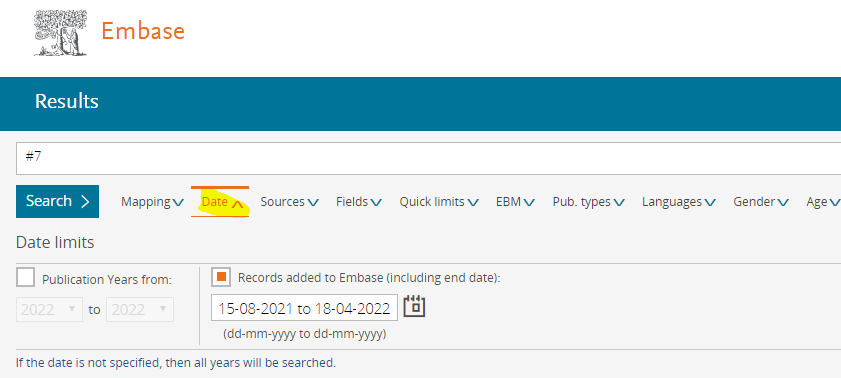 Embase
Results
#7
Search Mapping Date Sources Fields Quick limits EBM Pub. types Languages Gender Age
Date limits
Publication Years from: Records added to Embase (including end date):
2022 to 2022 15-08-2021 to 18-04-2022
(dd-mm-yyyy to dd-mm-yyyy)
If the date is not specified, then all years will be searched.